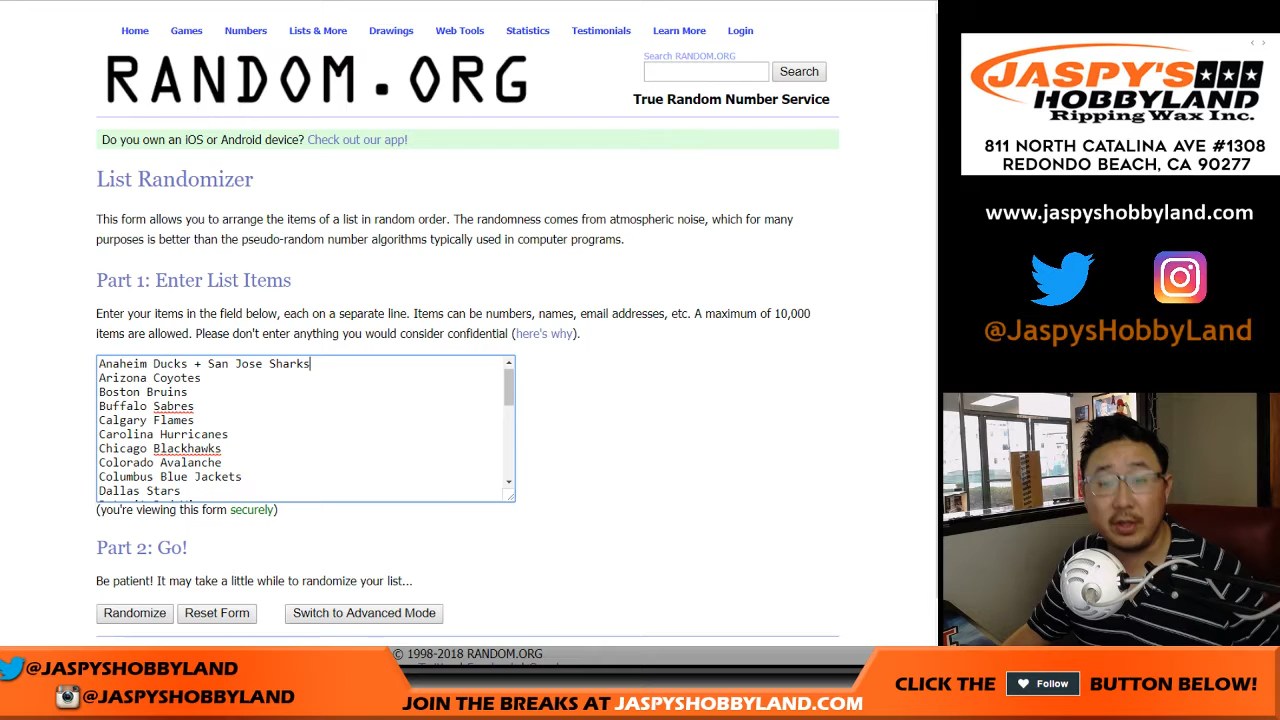 Home Games Numbers Lists & More Drawings Web Tools Statistics Testimonials Learn More Login
RANDOM.ORG
Search RANDOM.ORG
Search
True Random Number Service
Do you own an iOS or Android device? Check out our app!
List Randomizer
This form allows you to arrange the items of a list in random order. The randomness comes from atmospheric noise, which for many
purposes is better than the pseudo-random number algorithms typically used in computer programs.
Part 1: Enter List Items
Enter your items in the field below, each on a separate line. Items can be numbers, names, email addresses, etc. A maximum of 10,000
items are allowed. Please don't enter anything you would consider confidential (here's why).
Anaheim Ducks + San Jose Sharks
Arizona Coyotes
Boston Bruins
Buffalo Sabres
Calgary Flames
Carolina Hurricanes
Chicago Blackhawks
Colorado Avalanche
Columbus Blue Jackets
Dallas Stars
(you're viewing this form securely)
Part 2: Go!
Be patient! It may take a little while to randomize your list...
Randomize Reset Form Switch to Advanced Mode
© 1998-2018 RANDOM.ORG
JASPY'S
HOBBYLAND
Ripping Wax Inc.
811 NORTH CATALINA AVE #1308
REDONDO BEACH, CA 90277
www.jaspyshobbyland.com
@JaspysHobbyLand
@JASPYSHOBBYLAND
@JASPYSHOBBYLAND
JOIN THE BREAKS AT JASPYSHOBBYLAND.COM
CLICK THE Follow BUTTON BELOW!